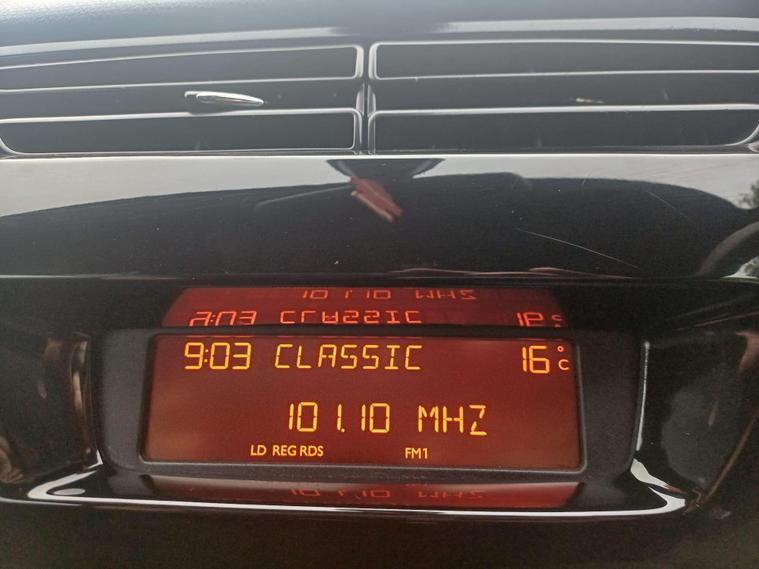 9:03 CLASSIC 16°C
101.10 MHZ
LD REG RDS FM1